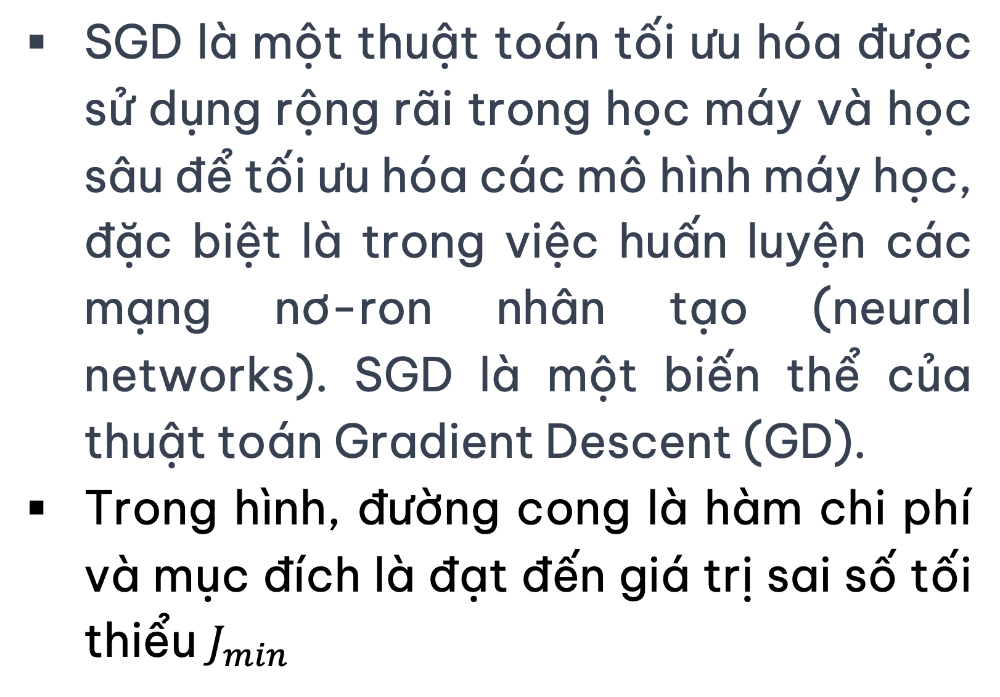 ▪ SGD là một thuật toán tối ưu hóa được
sử dụng rộng rãi trong học máy và học
sâu để tối ưu hóa các mô hình máy học,
đặc biệt là trong việc huấn luyện các
mạng nơ-ron nhân tạo (neural
networks). SGD là một biến thể của
thuật toán Gradient Descent (GD).
▪ Trong hình, đường cong là hàm chi phí
và mục đích là đạt đến giá trị sai số tối
thiểu $J_{min}$